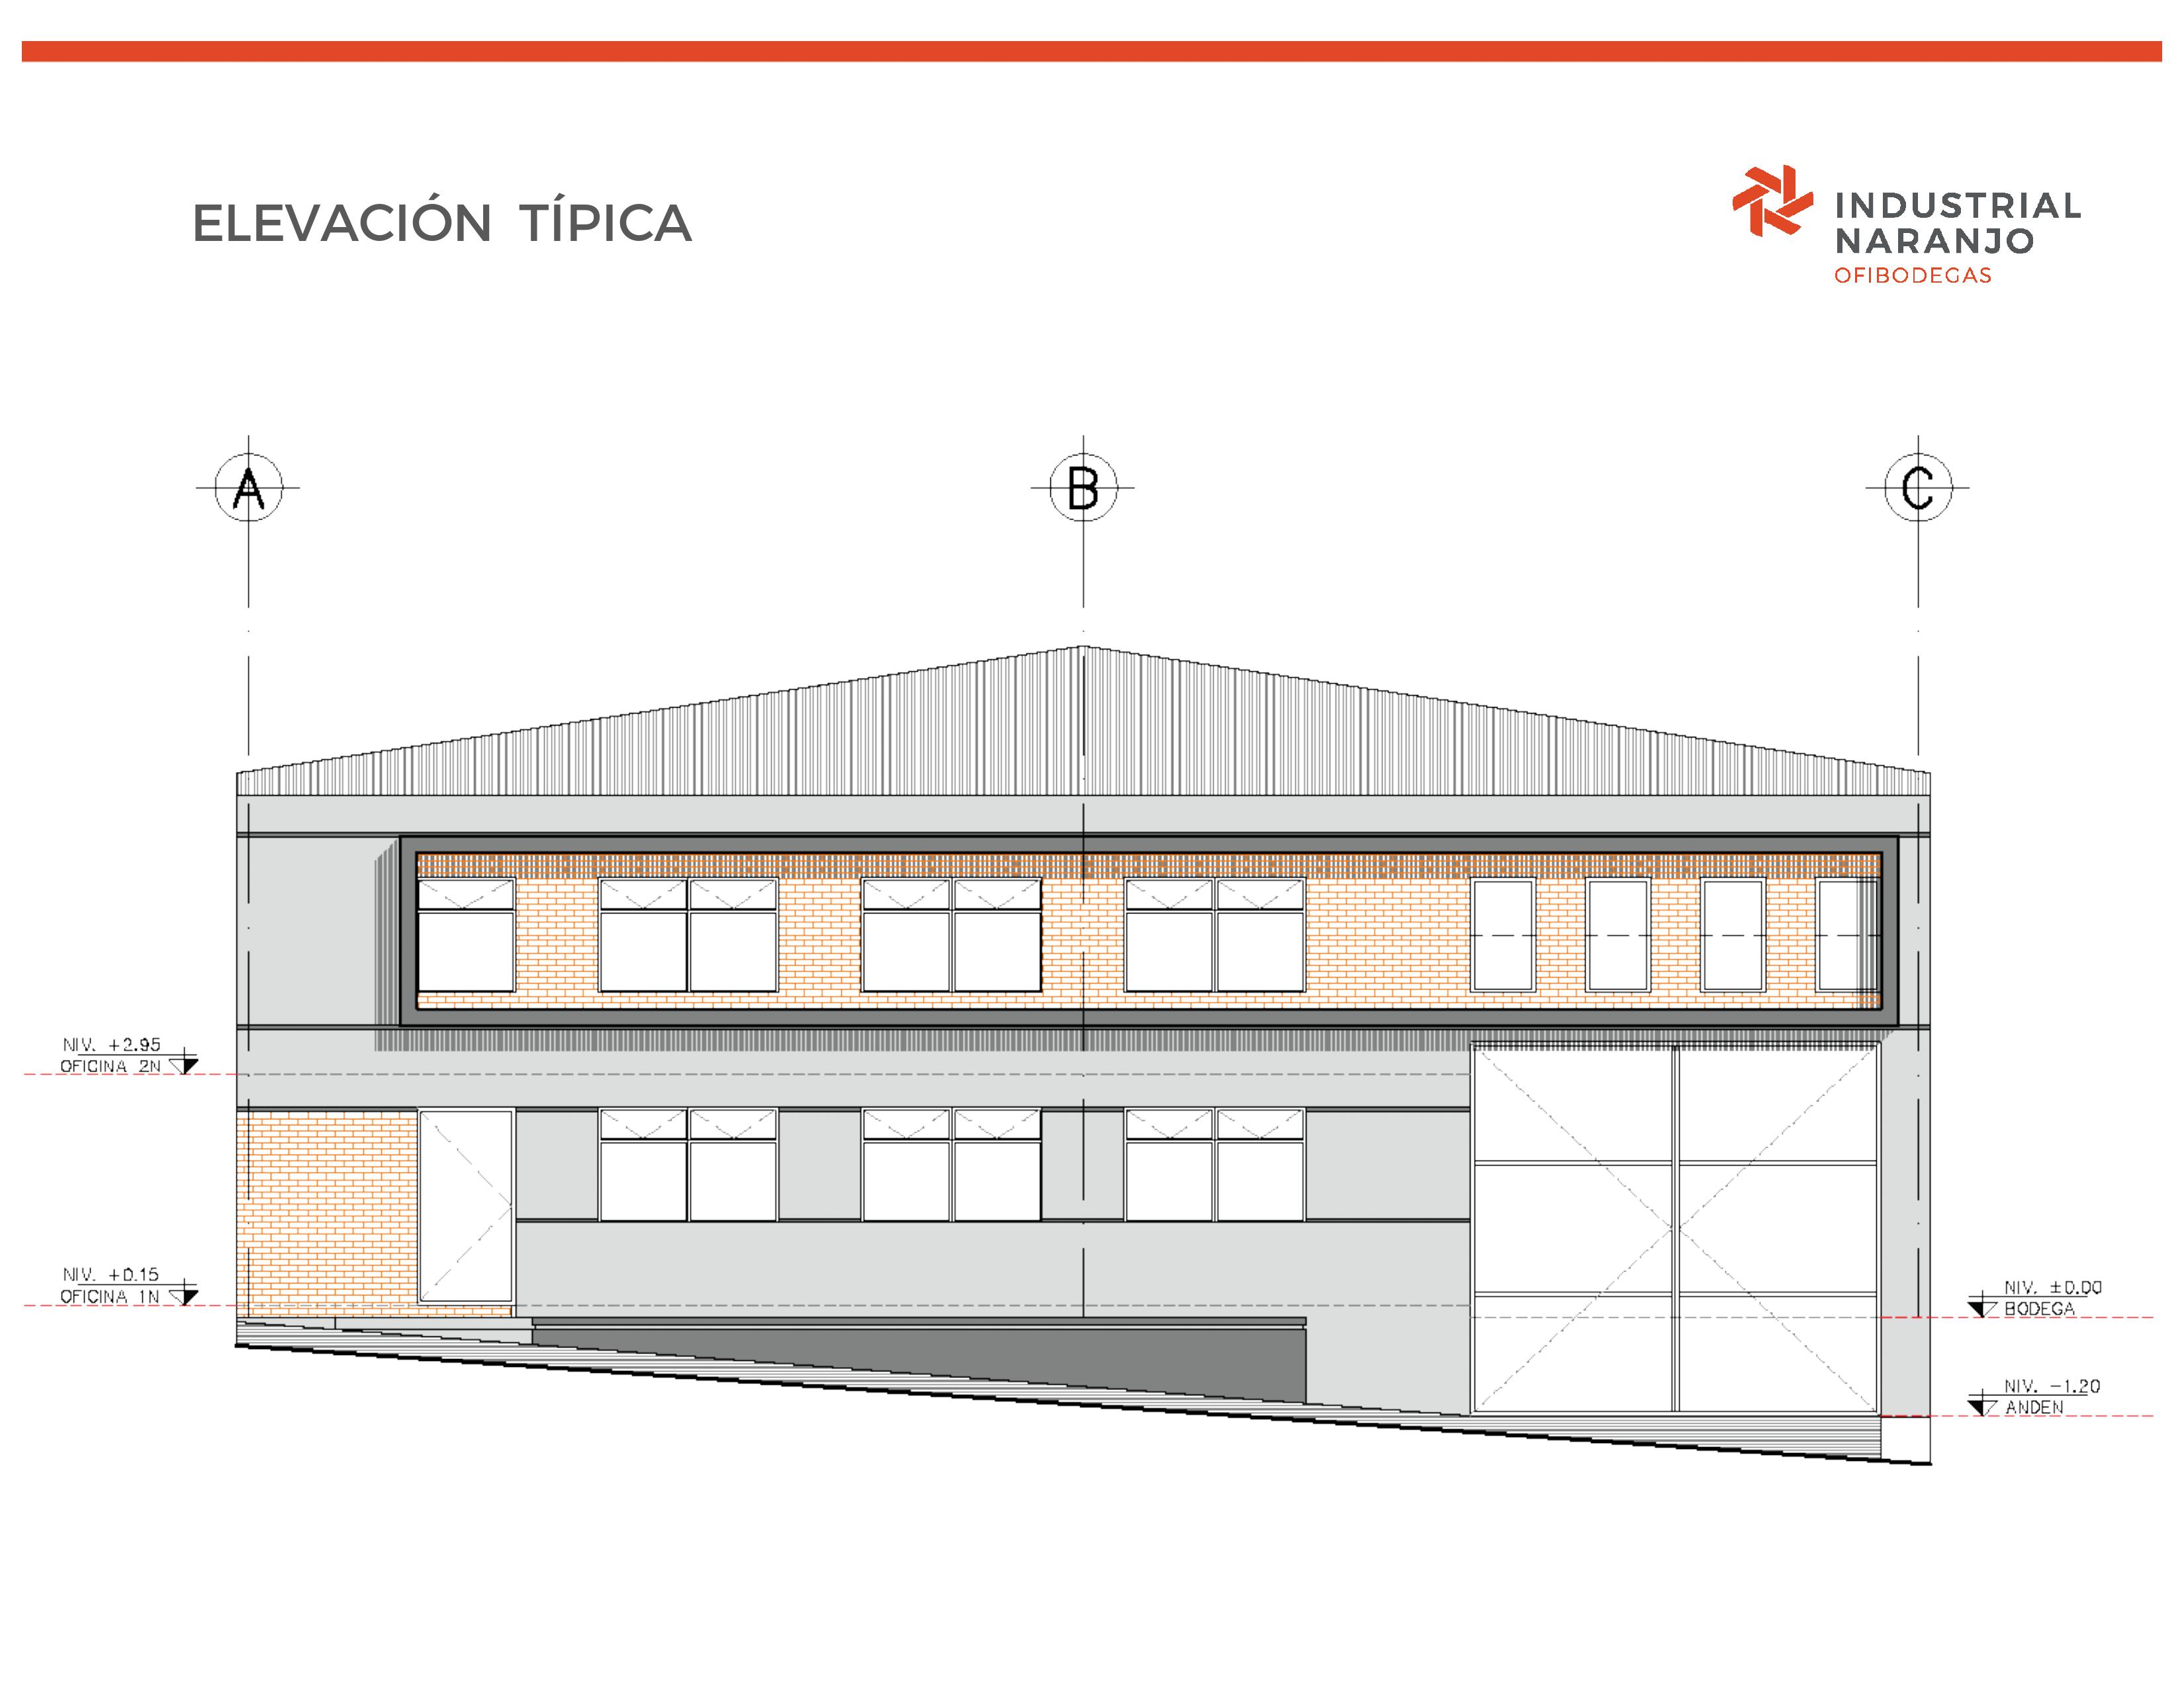 ELEVACIÓN TÍPICA
INDUSTRIAL
NARANJO
OFIBODEGAS
A
B
C
NIV. +2.95
OFICINA 2N
NIV. +0.15
OFICINA 1N
NIV. ±0.00
BODEGA
NIV. -1.20
ANDEN